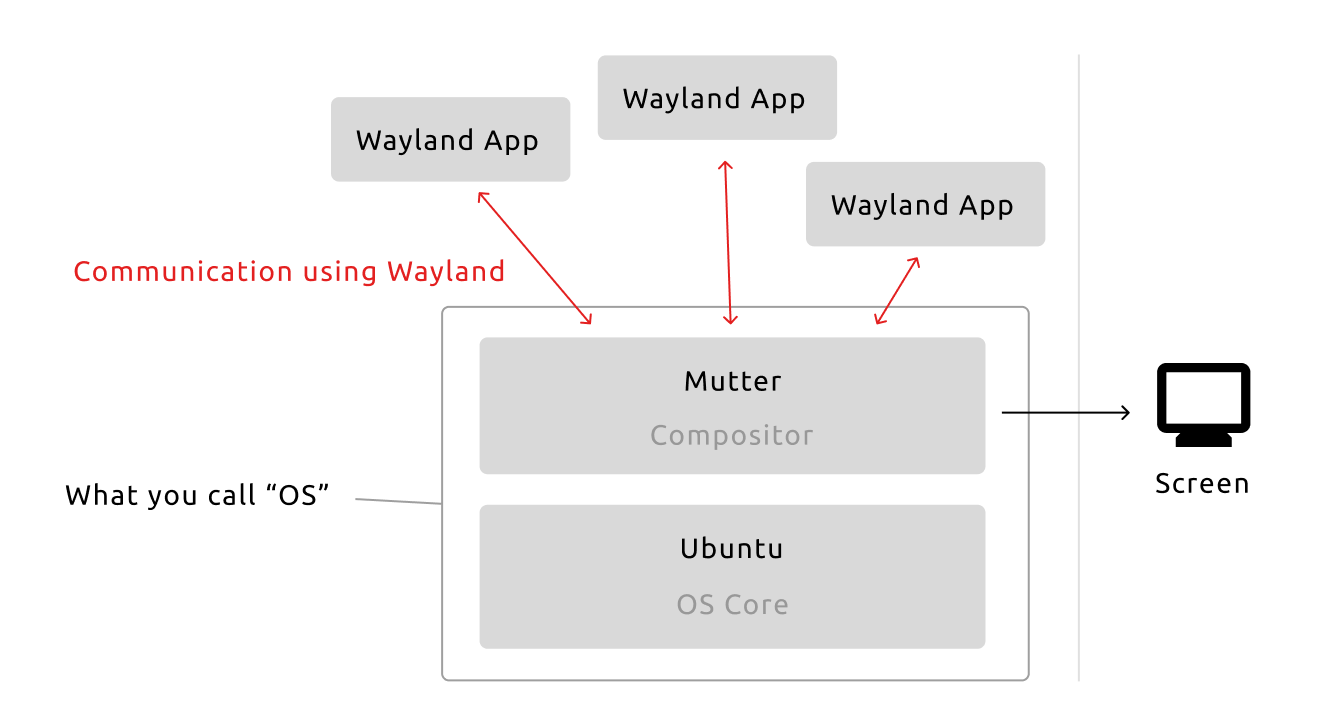 Wayland App
Wayland App
Wayland App
Communication using Wayland
Mutter
Compositor
What you call “OS”
Screen
Ubuntu
OS Core